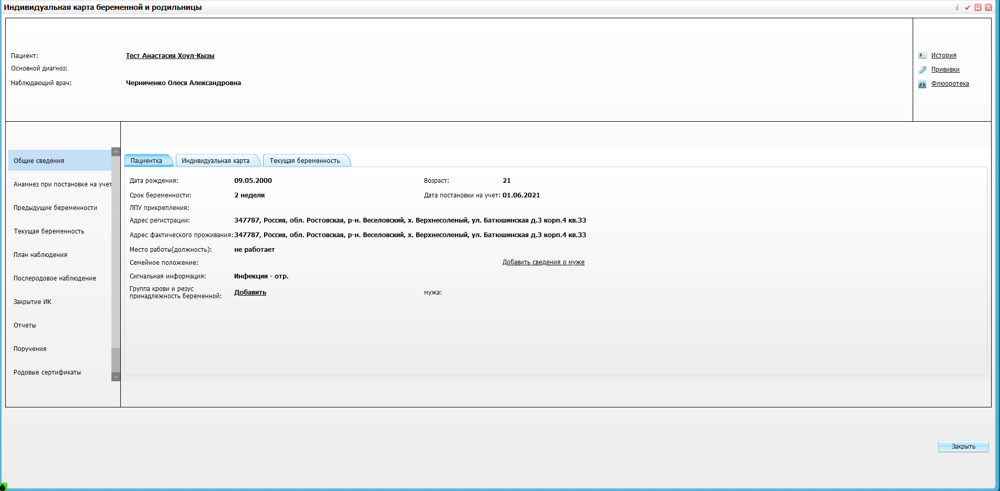 Индивидуальная карта беременной и родильницы
Пациент: Тест Анастасия Хоул-Кызы
Основной диагноз:
Наблюдающий врач: Черниченко Олеся Александровна
История
Прививки
Флюоротека
Общие сведения
Анамнез при постановке на учет
Предыдущие беременности
Текущая беременность
План наблюдения
Послеродовое наблюдение
Закрытие ИК
Отчеты
Поручения
Родовые сертификаты
Пациентка Индивидуальная карта Текущая беременность
Дата рождения: 09.05.2000 Возраст: 21
Срок беременности: 2 недели Дата постановки на учет: 01.06.2021
ЛПУ прикрепления:
Адрес регистрации: 347787, Россия, обл. Ростовская, р-н. Веселовский, х. Верхнесоленый, ул. Батюшинская д.3 корп.4 кв.33
Адрес фактического проживания: 347787, Россия, обл. Ростовская, р-н. Веселовский, х. Верхнесоленый, ул. Батюшинская д.3 корп.4 кв.33
Место работы(должность): не работает
Семейное положение: Добавить сведения о муже
Сигнальная информация: Инфекции - отр.
Группа крови и резус
принадлежность беременной: Добавить мужа:
Закрыть